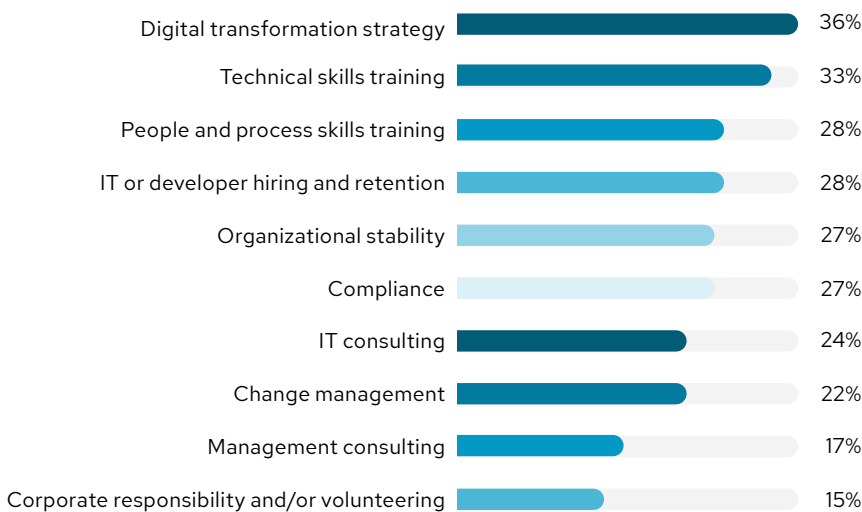 Digital transformation strategy 36%
Technical skills training 33%
People and process skills training 28%
IT or developer hiring and retention 28%
Organizational stability 27%
Compliance 27%
IT consulting 24%
Change management 22%
Management consulting 17%
Corporate responsibility and/or volunteering 15%